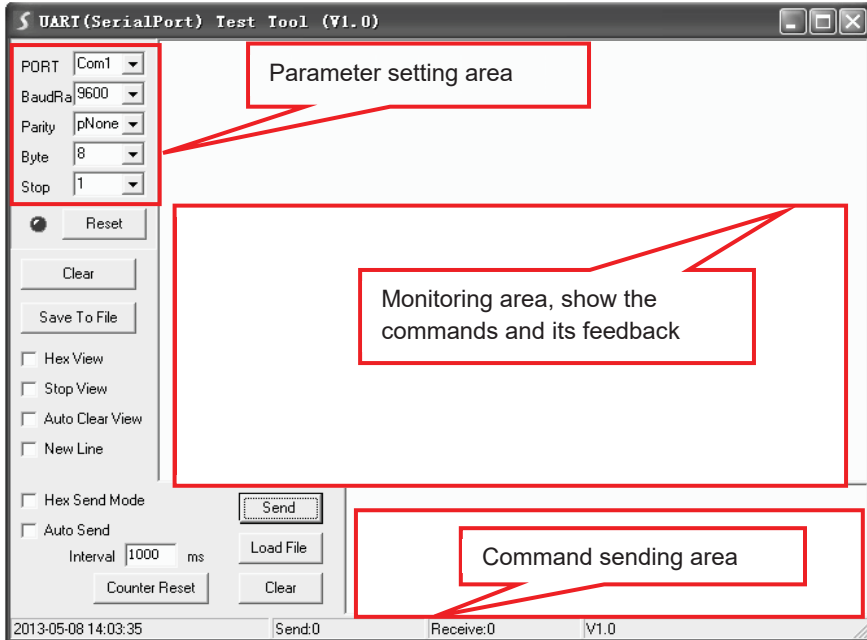 UART(SerialPort) Test Tool (V1.0)
PORT Com1
BaudRa 9600
Parity pNone
Byte 8
Stop 1
Parameter setting area
Reset
Clear
Save To File
Hex View
Stop View
Auto Clear View
New Line
Monitoring area, show the
commands and its feedback
Hex Send Mode
Send
Auto Send
Interval 1000 ms
Load File
Counter Reset
Clear
Command sending area
2013-05-08 14:03:35 Send:0 Receive:0 V1.0